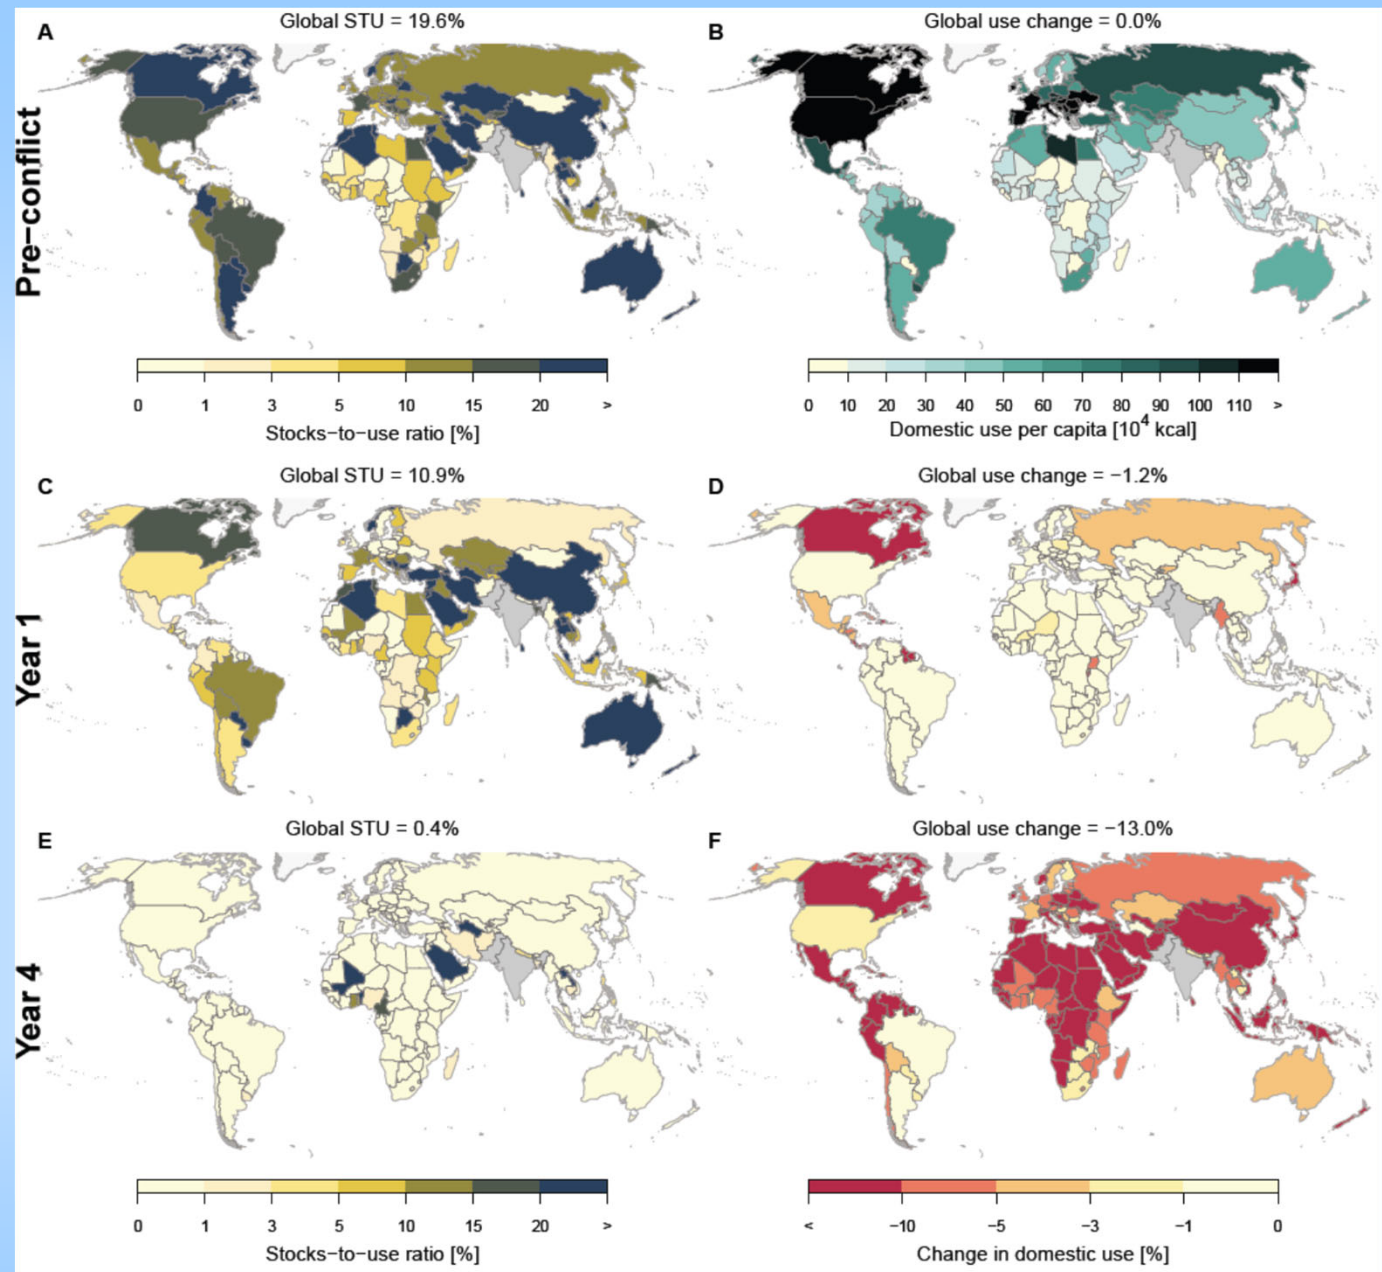 Global STU = 19.6%
Global use change = 0.0%
A
B
Pre−conflict
0 1 3 5 10 15 20 >
Stocks−to−use ratio [%]
0 10 20 30 40 50 60 70 80 90 100 110 >
Domestic use per capita [10⁴ kcal]
Global STU = 10.9%
Global use change = −1.2%
C
D
Year 1
Global STU = 0.4%
Global use change = −13.0%
E
F
Year 4
0 1 3 5 10 15 20 >
Stocks−to−use ratio [%]
< −10 −5 −3 −1 0
Change in domestic use [%]